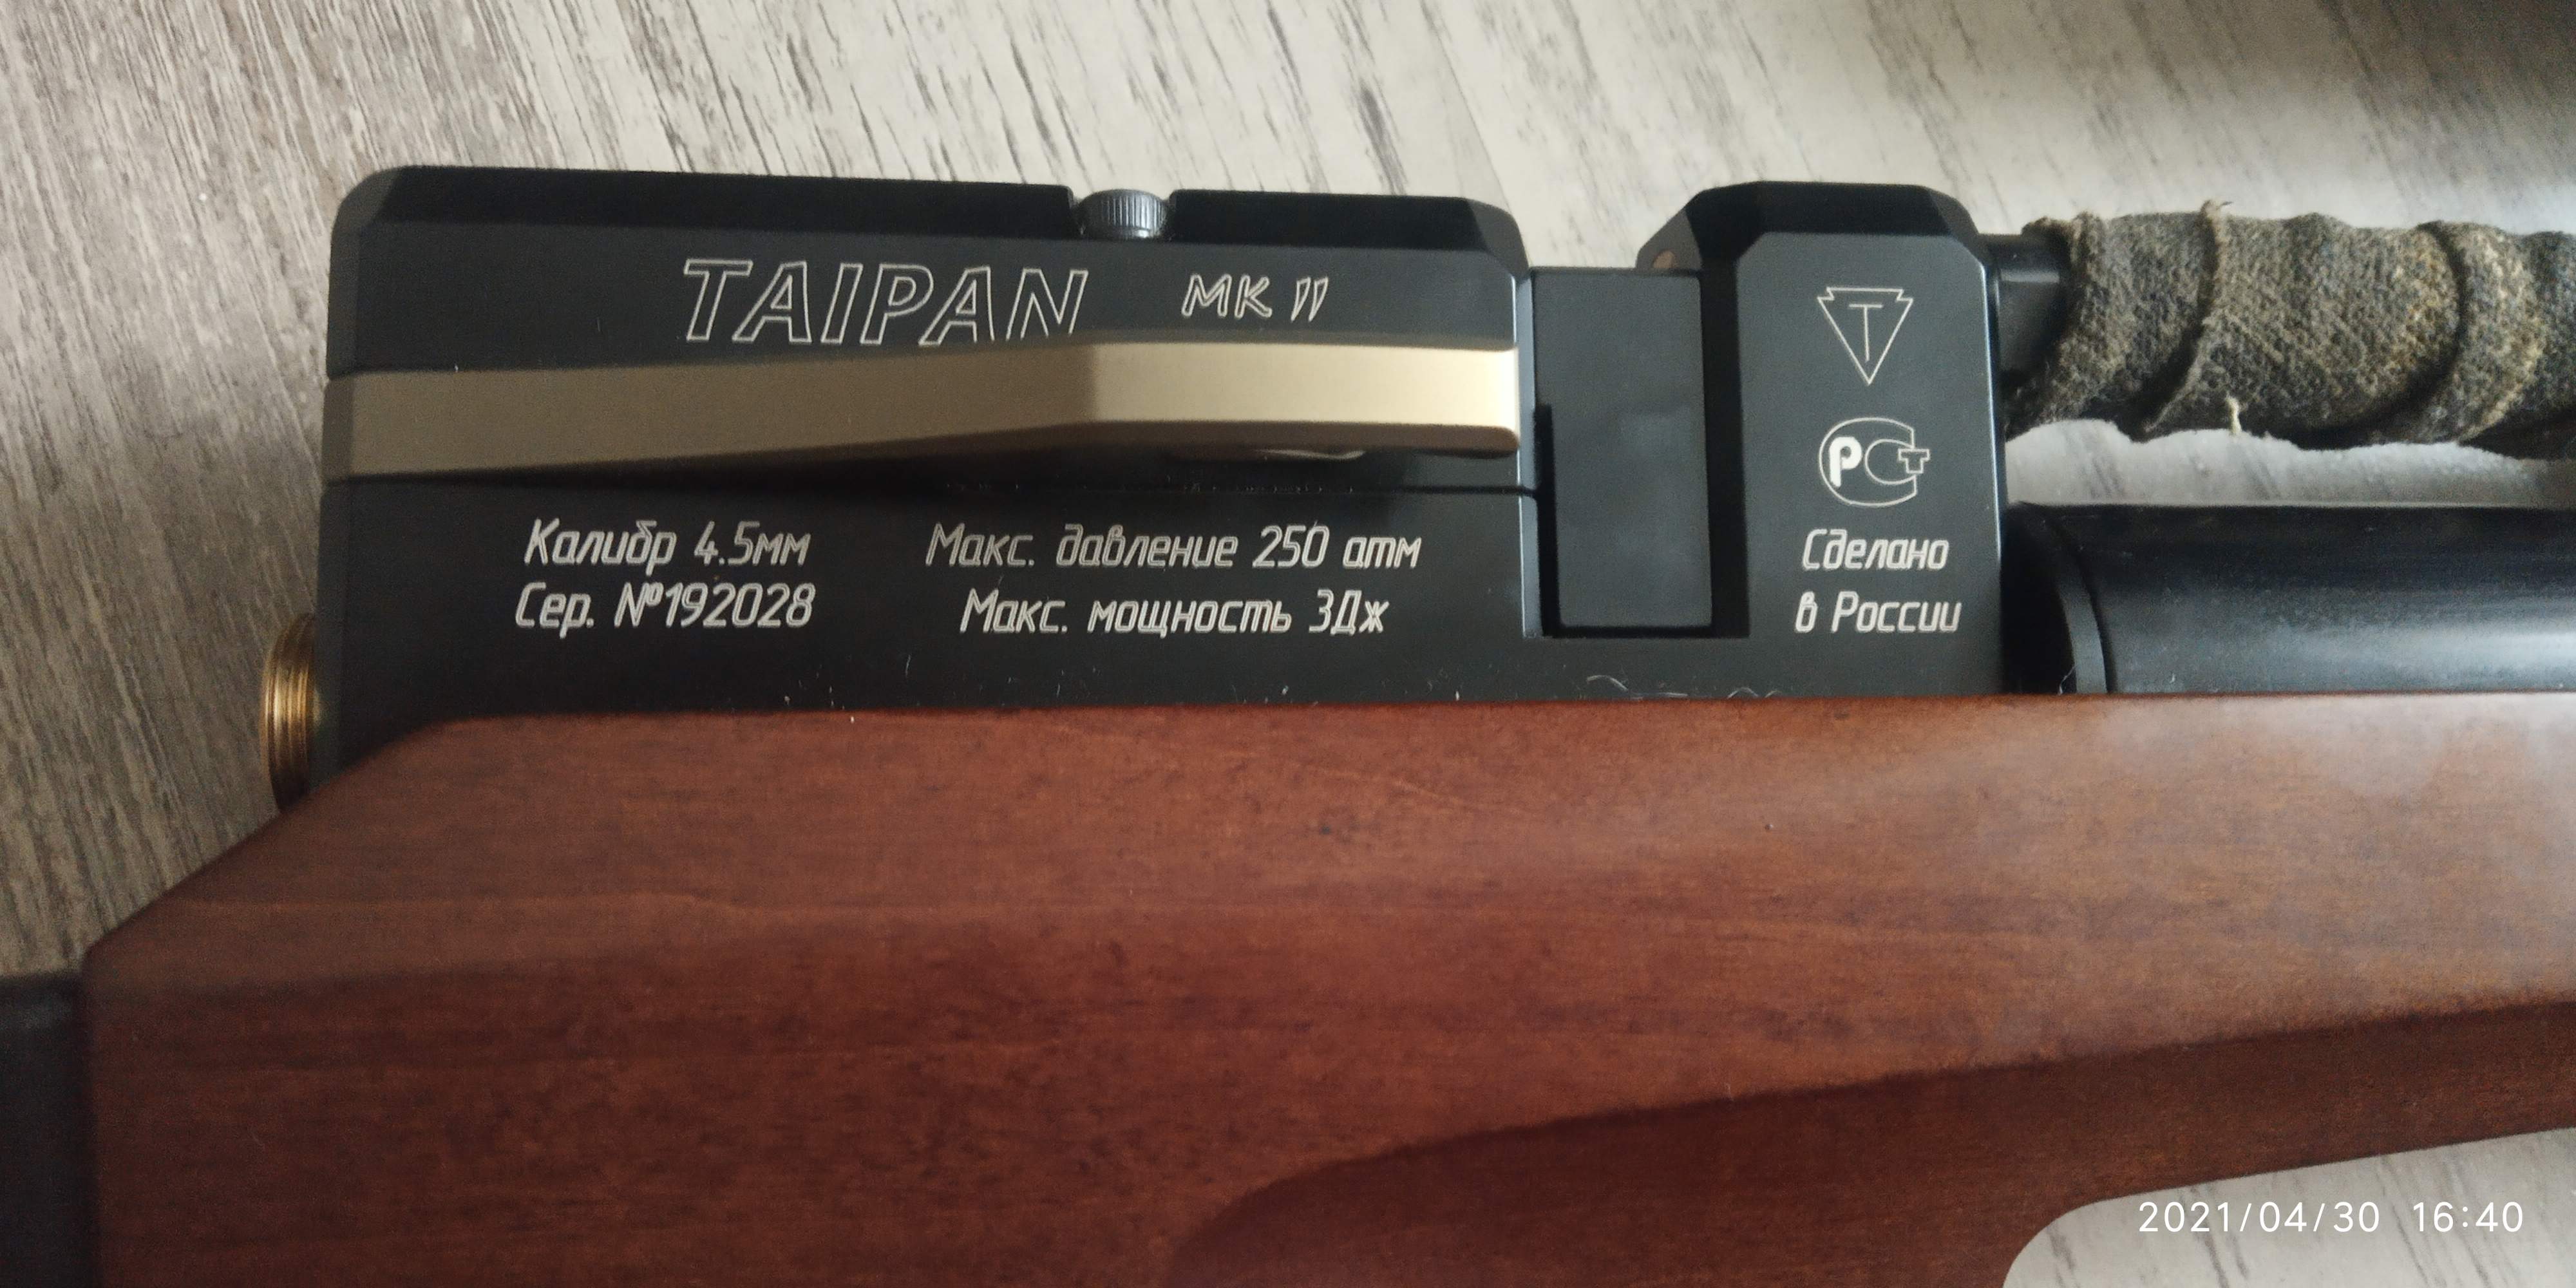 TAIPAN MK II
T
РСТ
Калибр 4.5мм
Сер. №192028
Макс. давление 250 атм
Макс. мощность 3Дж
Сделано
в России
2021/04/30 16:40